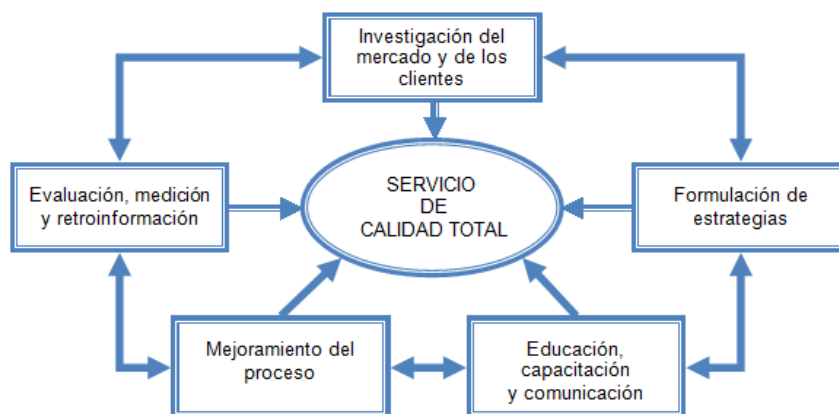 Investigación del
mercado y de los
clientes
Evaluación, medición
y retroinformación
SERVICIO
DE
CALIDAD TOTAL
Formulación de
estrategias
Mejoramiento del
proceso
Educación,
capacitación
y comunicación